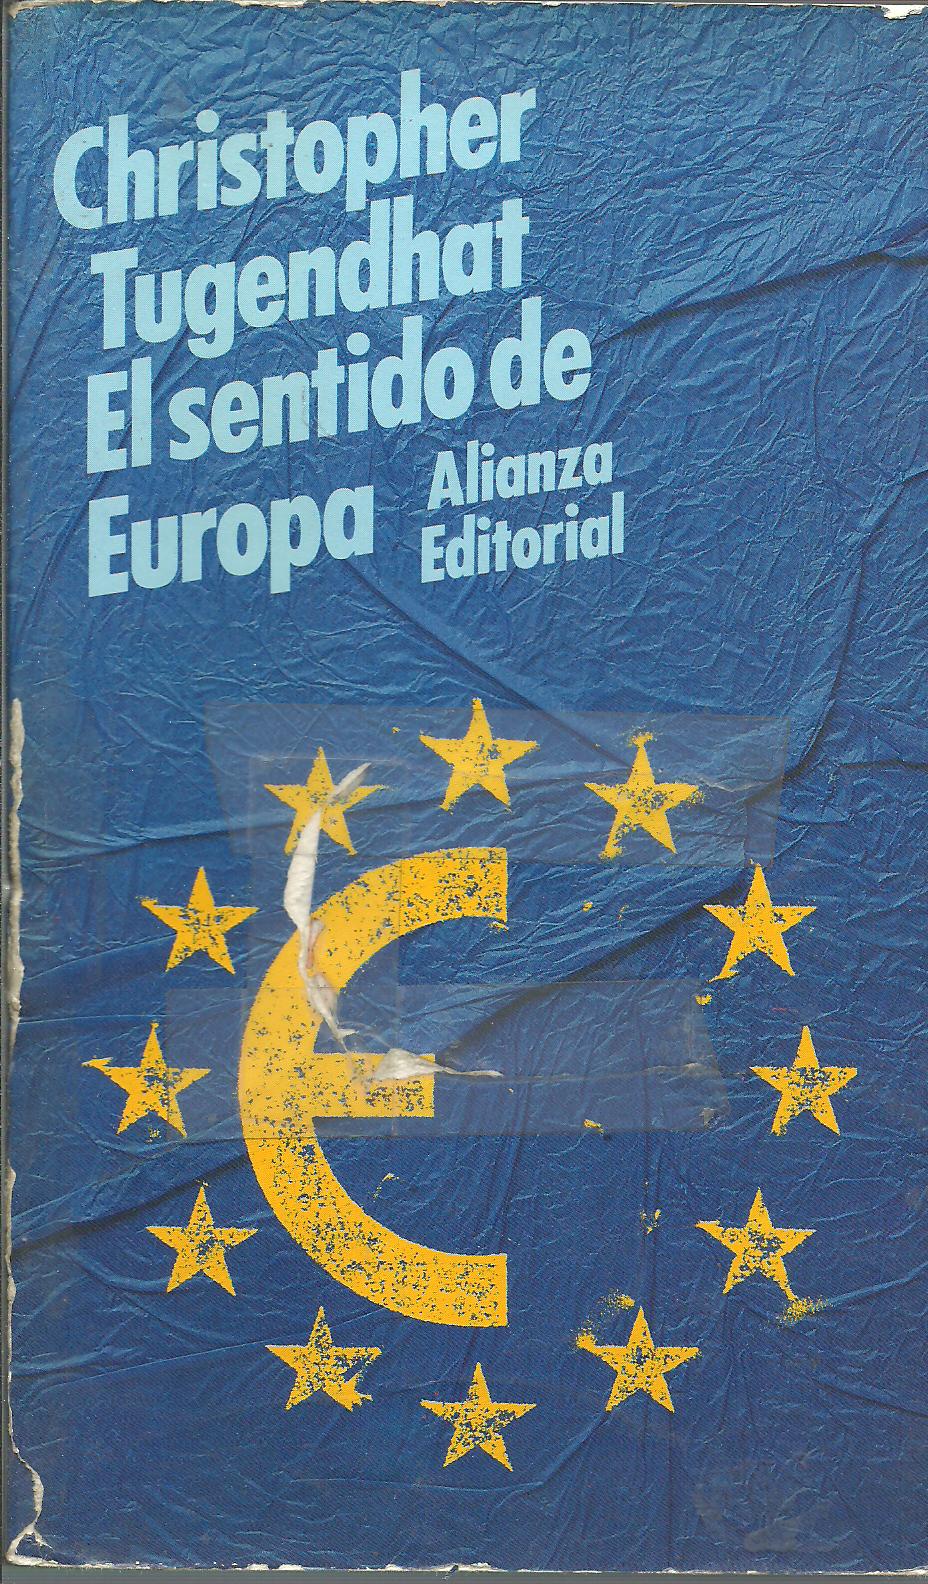 Christopher
Tugendhat
El sentido de
Europa
Alianza
Editorial